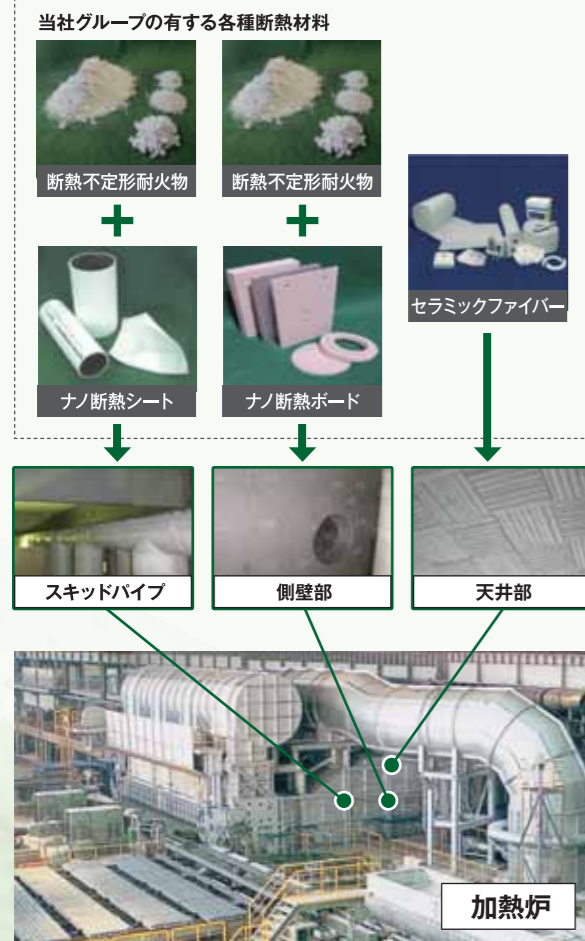 当社グループの有する各種断熱材料
断熱不定形耐火物
断熱不定形耐火物
セラミックファイバー
+
+
ナノ断熱シート
ナノ断熱ボード
スキッドパイプ
側壁部
天井部
加熱炉